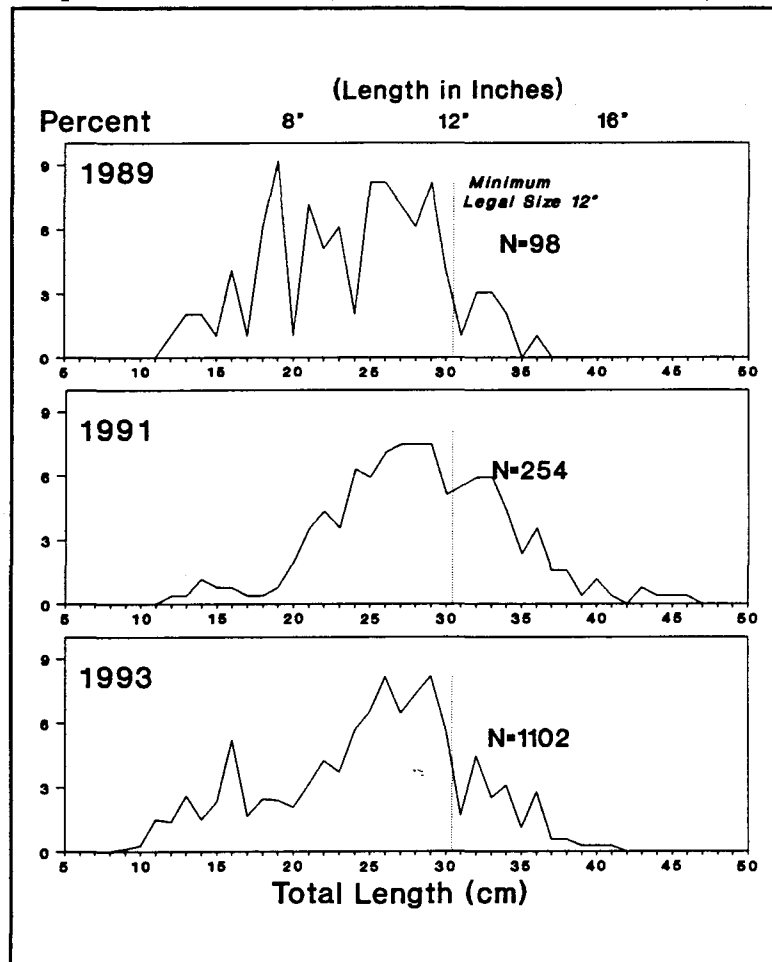 (Length in Inches)
Percent 8" 12" 16"
9
1989
Minimum
Legal Size 12"
6
N=98
3
0
5 10 15 20 25 30 35 40 45 50
9
1991
N=254
6
3
0
5 10 15 20 25 30 35 40 45 50
9
1993
6
N=1102
3
0
5 10 15 20 25 30 35 40 45 50
Total Length (cm)